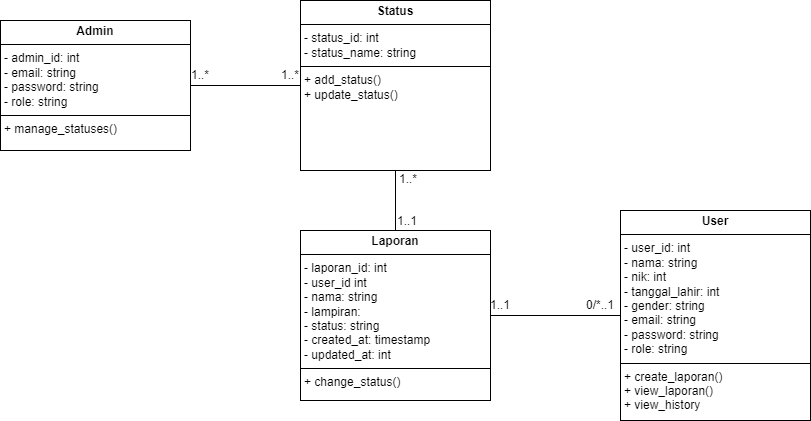 Admin
- admin_id: int
- email: string
- password: string
- role: string
+ manage_statuses()
1..*
1..*
Status
- status_id: int
- status_name: string
+ add_status()
+ update_status()
1..*
1..1
Laporan
- laporan_id: int
- user_id int
- nama: string
- lampiran:
- status: string
- created_at: timestamp
- updated_at: int
+ change_status()
1..1
0/*..1
User
- user_id: int
- nama: string
- nik: int
- tanggal_lahir: int
- gender: string
- email: string
- password: string
- role: string
+ create_laporan()
+ view_laporan()
+ view_history